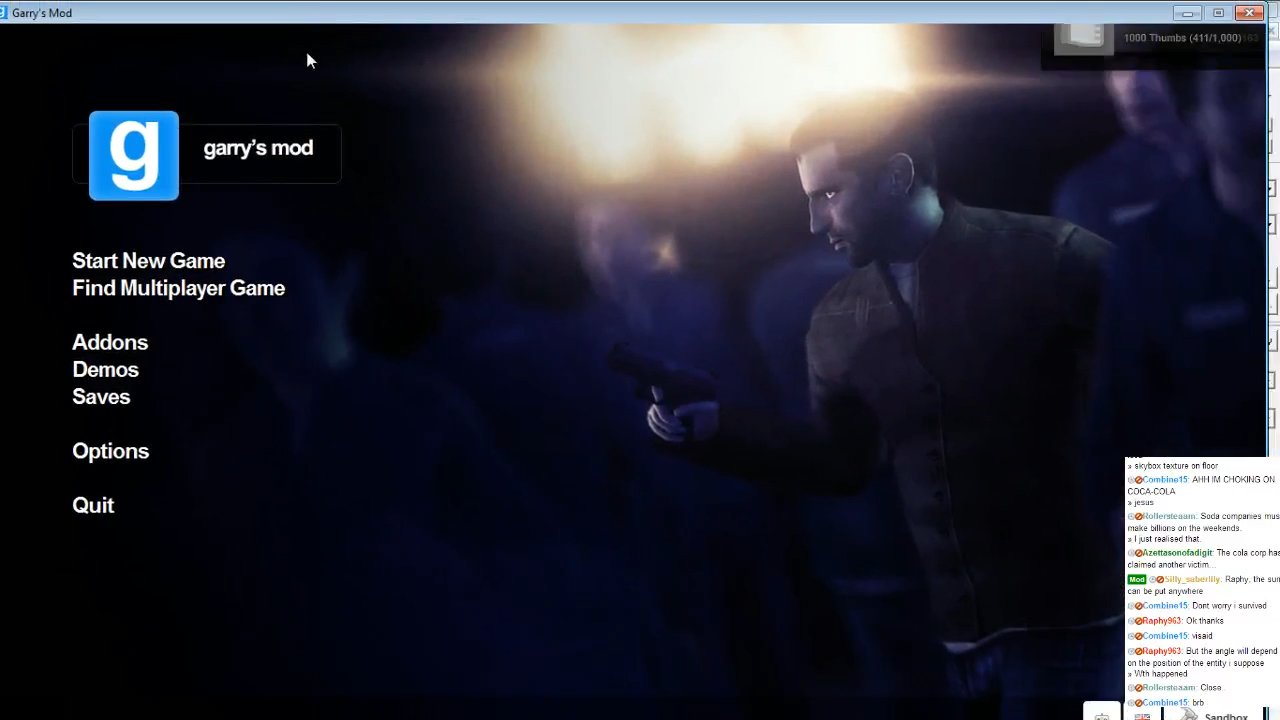 Garry's Mod
1000 Thumbs (411/1,000)
g
garry's mod
Start New Game
Find Multiplayer Game
Addons
Demos
Saves
Options
Quit
» skybox texture on floor
Combine15: AHH IM CHOKING ON
COCA-COLA
» jesus
Rollersteaam: Soda companies mus
make billions on the weekends.
» I just realised that.
Azettasonofadigit: The cola corp has
claimed another victim...
Mod Silly_saberlily: Raphy, the sun
can be put anywhere
Combine15: Dont worry i survived
Raphy963: Ok thanks
Combine15: visaid
Raphy963: But the angle will depend
on the position of the entity i suppose
» Wth happened
Rollersteaam: Close.
Combine15: brb
Sandbox